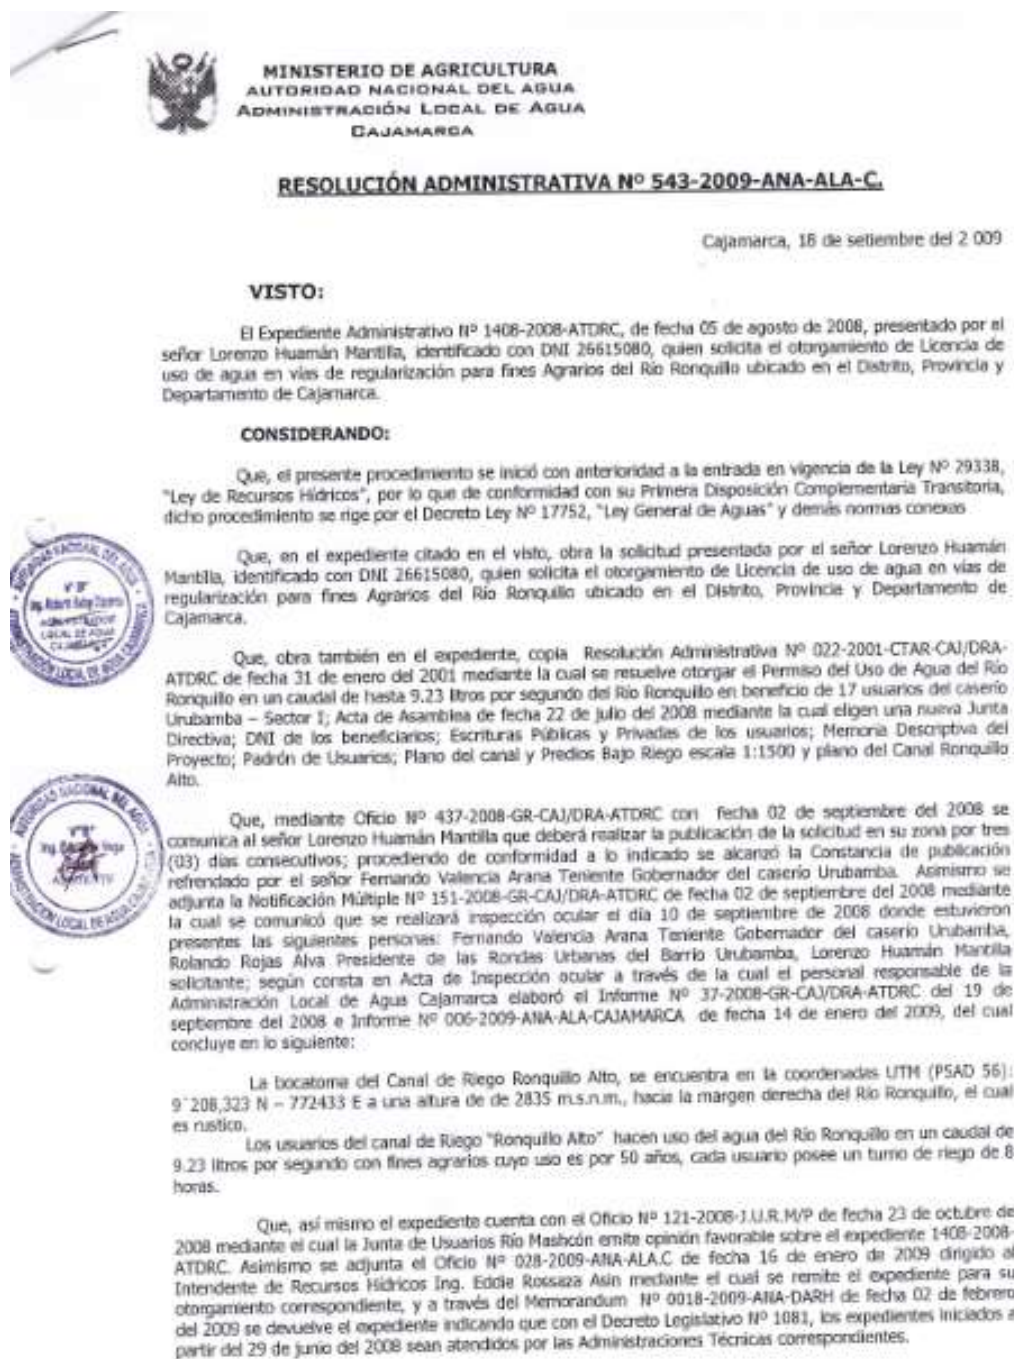 MINISTERIO DE AGRICULTURA
AUTORIDAD NACIONAL DEL AGUA
ADMINISTRACIÓN LOCAL DE AGUA
CAJAMARCA
RESOLUCIÓN ADMINISTRATIVA Nº 543-2009-ANA-ALA-C.
Cajamarca, 18 de setiembre del 2 009
VISTO:
El Expediente Administrativo Nº 1408-2008-ATDRC, de fecha 05 de agosto de 2008, presentado por el
señor Lorenzo Huamán Mantilla, identificado con DNI 26615080, quien solicita el otorgamiento de Licencia de
uso de agua en vías de regularización para fines Agrarios del Río Ronquillo ubicado en el Distrito, Provincia y
Departamento de Cajamarca.
CONSIDERANDO:
Que, el presente procedimiento se inició con anterioridad a la entrada en vigencia de la Ley Nº 29338,
"Ley de Recursos Hídricos", por lo que de conformidad con su Primera Disposición Complementaria Transitoria,
dicho procedimiento se rige por el Decreto Ley Nº 17752, "Ley General de Aguas" y demás normas conexas
Que, en el expediente citado en el visto, obra la solicitud presentada por el señor Lorenzo Huamán
Mantilla, identificado con DNI 26615080, quien solicita el otorgamiento de Licencia de uso de agua en vías de
regularización para fines Agrarios del Río Ronquillo ubicado en el Distrito, Provincia y Departamento de
Cajamarca.
Que, obra también en el expediente, copia Resolución Administrativa Nº 022-2001-CTAR-CAJ/DRA-
ATDRC de fecha 31 de enero del 2001 mediante la cual se resuelve otorgar el Permiso del Uso de Agua del Río
Ronquillo en un caudal de hasta 9.23 litros por segundo del Río Ronquillo en beneficio de 17 usuarios del caserío
Urubamba – Sector I; Acta de Asamblea de fecha 22 de julio del 2008 mediante la cual eligen una nueva Junta
Directiva; DNI de los beneficiarios; Escrituras Públicas y Privadas de los usuarios; Memoria Descriptiva del
Proyecto; Padrón de Usuarios; Plano del canal y Predios Bajo Riego escala 1:1500 y plano del Canal Ronquillo
Alto.
Que, mediante Oficio Nº 437-2008-GR-CAJ/DRA-ATDRC con fecha 02 de septiembre del 2008 se
comunica al señor Lorenzo Huamán Mantilla que deberá realizar la publicación de la solicitud en su zona por tres
(03) días consecutivos; procediendo de conformidad a lo indicado se alcanzó la Constancia de publicación
refrendado por el señor Fernando Valencia Arana Teniente Gobernador del caserío Urubamba. Asimismo se
adjunta la Notificación Múltiple Nº 151-2008-GR-CAJ/DRA-ATDRC de fecha 02 de septiembre del 2008 mediante
la cual se comunicó que se realizará inspección ocular el día 10 de septiembre de 2008 donde estuvieron
presentes las siguientes personas: Fernando Valencia Arana Teniente Gobernador del caserío Urubamba,
Rolando Rojas Alva Presidente de las Rondas Urbanas del Barrio Urubamba, Lorenzo Huamán Mantilla
solicitante; según consta en Acta de Inspección ocular a través de la cual el personal responsable de la
Administración Local de Agua Cajamarca elaboró el Informe Nº 37-2008-GR-CAJ/DRA-ATDRC del 19 de
septiembre del 2008 e Informe Nº 006-2009-ANA-ALA-CAJAMARCA de fecha 14 de enero del 2009, del cual
concluye en lo siguiente:
La bocatoma del Canal de Riego Ronquillo Alto, se encuentra en la coordenadas UTM (PSAD 56):
9`208,323 N – 772433 E a una altura de de 2835 m.s.n.m., hacia la margen derecha del Río Ronquillo, el cual
es rustico.
Los usuarios del canal de Riego "Ronquillo Alto" hacen uso del agua del Río Ronquillo en un caudal de
9.23 litros por segundo con fines agrarios cuyo uso es por 50 años, cada usuario posee un turno de riego de 8
horas.
Que, así mismo el expediente cuenta con el Oficio Nº 121-2008-J.U.R.M/P de fecha 23 de octubre de
2008 mediante el cual la Junta de Usuarios Río Mashcón emite opinión favorable sobre el expediente 1408-2008-
ATDRC. Asimismo se adjunta el Oficio Nº 028-2009-ANA-ALA.C de fecha 16 de enero de 2009 dirigido al
Intendente de Recursos Hídricos Ing. Eddie Rossaza Asin mediante el cual se remite el expediente para su
otorgamiento correspondiente, y a través del Memorandum Nº 0018-2009-ANA-DARH de fecha 02 de febrero
del 2009 se devuelve el expediente indicando que con el Decreto Legislativo Nº 1081, los expedientes iniciados a
partir del 29 de junio del 2008 sean atendidos por las Administraciones Técnicas correspondientes.
AUTORIDAD NACIONAL DEL AGUA
LOCAL DE AGUA
ADMINISTRACIÓN LOCAL DE AGUA CAJAMARCA
AUTORIDAD NACIONAL DEL AGUA
Vega
ADMINISTRACIÓN LOCAL DE AGUA